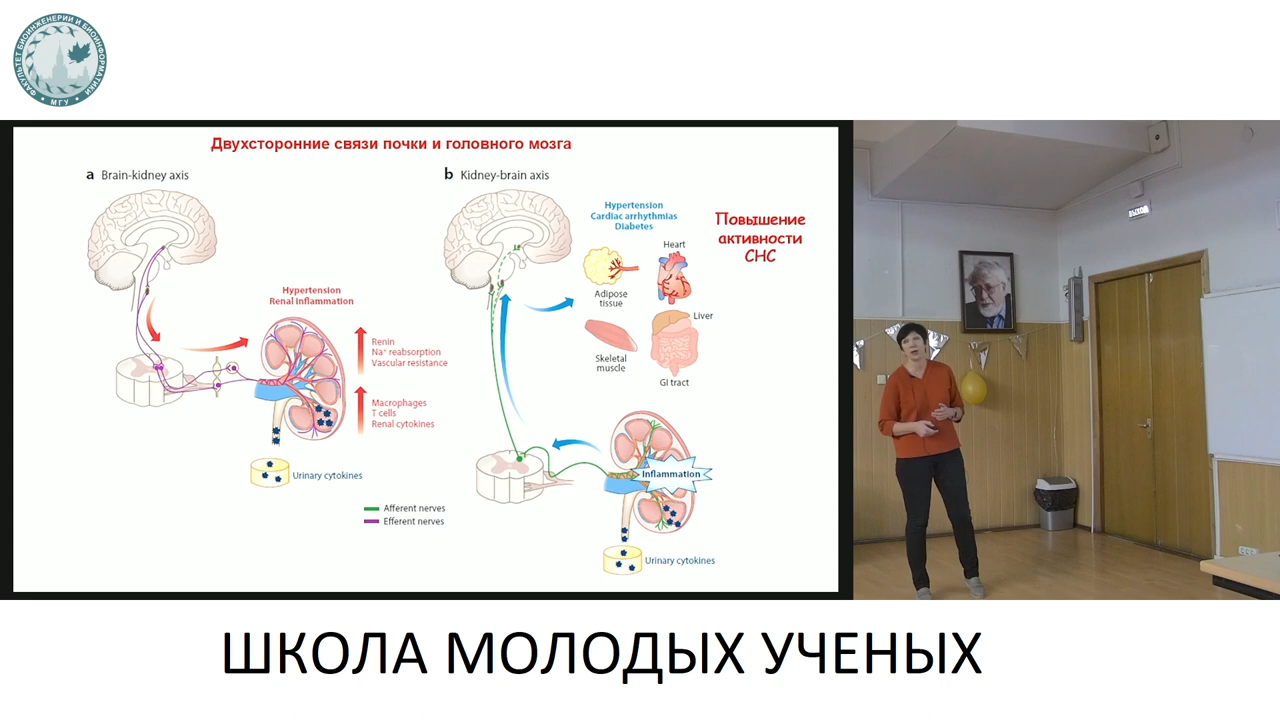 ФАКУЛЬТЕТ БИОИНЖЕНЕРИИ И БИОИНФОРМАТИКИ
МГУ
Двухсторонние связи почки и головного мозга
a Brain-kidney axis
Hypertension
Renal inflammation
Renin
Na+ reabsorption
Vascular resistance
Macrophages
T cells
Renal cytokines
Urinary cytokines
Afferent nerves
Efferent nerves
b Kidney-brain axis
Hypertension
Cardiac arrhythmias
Diabetes
Повышение
активности
СНС
Heart
Adipose
tissue
Liver
Skeletal
muscle
GI tract
Inflammation
Urinary cytokines
ВЫХОД
ШКОЛА МОЛОДЫХ УЧЕНЫХ